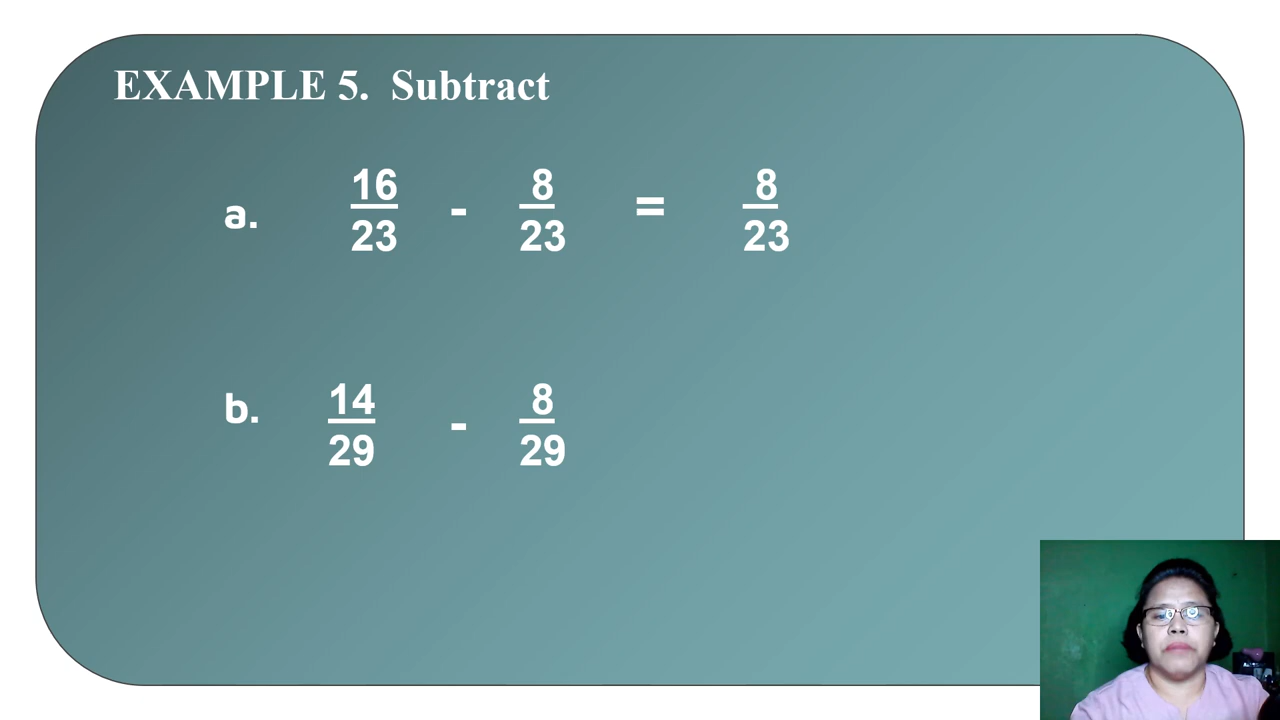 EXAMPLE 5. Subtract
a. 16/23 - 8/23 = 8/23
b. 14/29 - 8/29